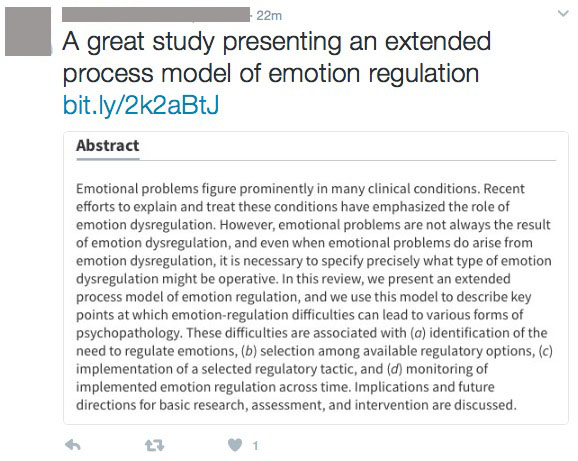 22m
A great study presenting an extended
process model of emotion regulation
bit.ly/2k2aBtJ
Abstract
Emotional problems figure prominently in many clinical conditions. Recent
efforts to explain and treat these conditions have emphasized the role of
emotion dysregulation. However, emotional problems are not always the result
of emotion dysregulation, and even when emotional problems do arise from
emotion dysregulation, it is necessary to specify precisely what type of emotion
dysregulation might be operative. In this review, we present an extended
process model of emotion regulation, and we use this model to describe key
points at which emotion-regulation difficulties can lead to various forms of
psychopathology. These difficulties are associated with (a) identification of the
need to regulate emotions, (b) selection among available regulatory options, (c)
implementation of a selected regulatory tactic, and (d) monitoring of
implemented emotion regulation across time. Implications and future
directions for basic research, assessment, and intervention are discussed.
1